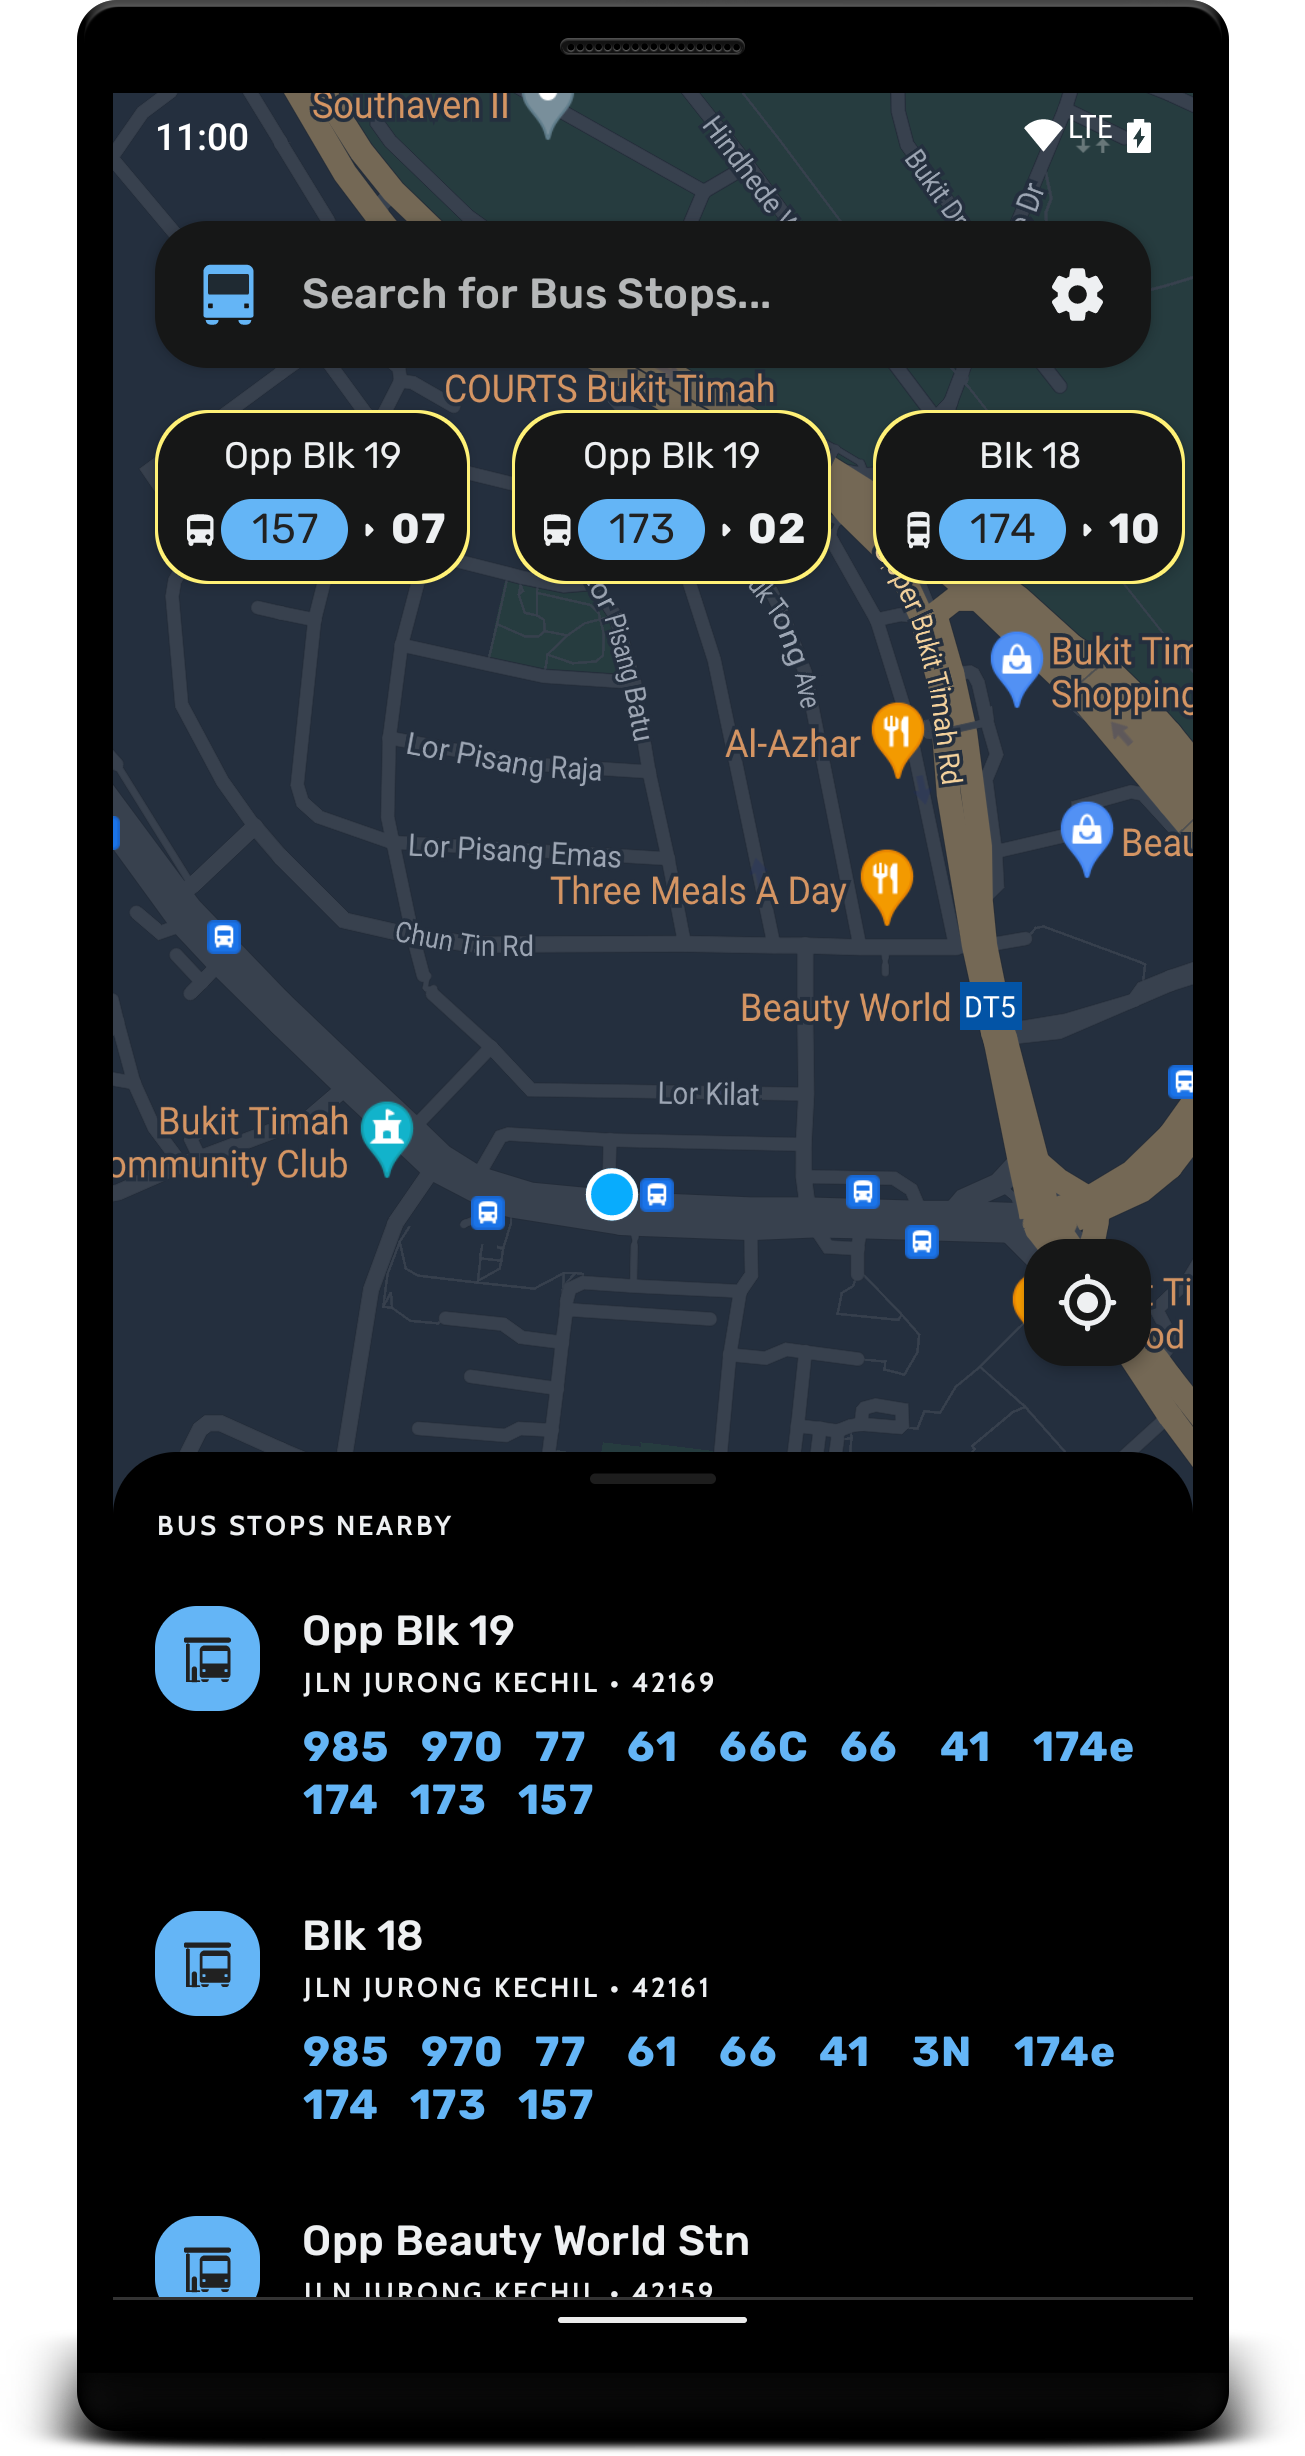 Southaven II
11:00
LTE
Hindhede
Bukit Dr
Dr
Search for Bus Stops...
COURTS Bukit Timah
Opp Blk 19
157 07
Opp Blk 19
173 02
Blk 18
174 10
Lor Pisang Batu
Tong Ave
Upper Bukit Timah Rd
Bukit Tim
Shopping
Al-Azhar
Lor Pisang Raja
Lor Pisang Emas
Beau
Three Meals A Day
Chun Tin Rd
Beauty World DT5
Lor Kilat
Bukit Timah
ommunity Club
Ti
od
BUS STOPS NEARBY
Opp Blk 19
JLN JURONG KECHIL • 42169
985 970 77 61 66C 66 41 174e
174 173 157
Blk 18
JLN JURONG KECHIL • 42161
985 970 77 61 66 41 3N 174e
174 173 157
Opp Beauty World Stn
JLN JURONG KECHIL • 42159